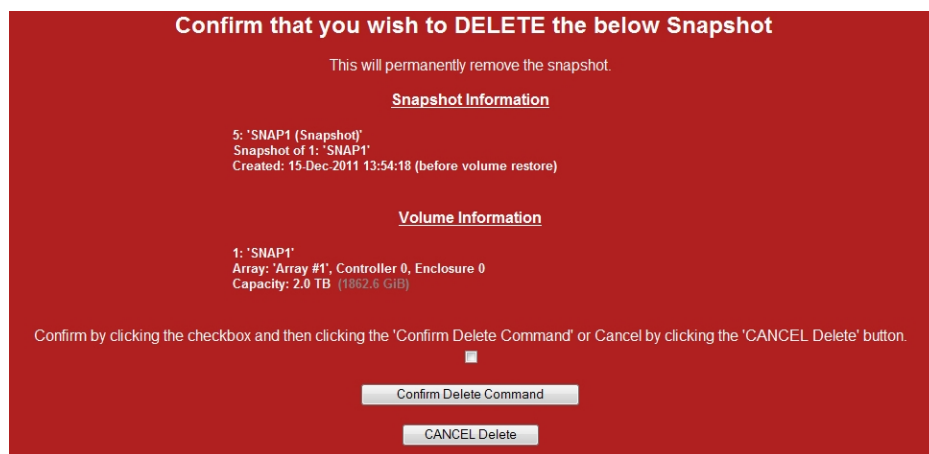 Confirm that you wish to DELETE the below Snapshot
This will permanently remove the snapshot.
Snapshot Information
5: 'SNAP1 (Snapshot)'
Snapshot of 1: 'SNAP1'
Created: 15-Dec-2011 13:54:18 (before volume restore)
Volume Information
1: 'SNAP1'
Array: 'Array #1', Controller 0, Enclosure 0
Capacity: 2.0 TB (1862.6 GiB)
Confirm by clicking the checkbox and then clicking the 'Confirm Delete Command' or Cancel by clicking the 'CANCEL Delete' button.
Confirm Delete Command
CANCEL Delete